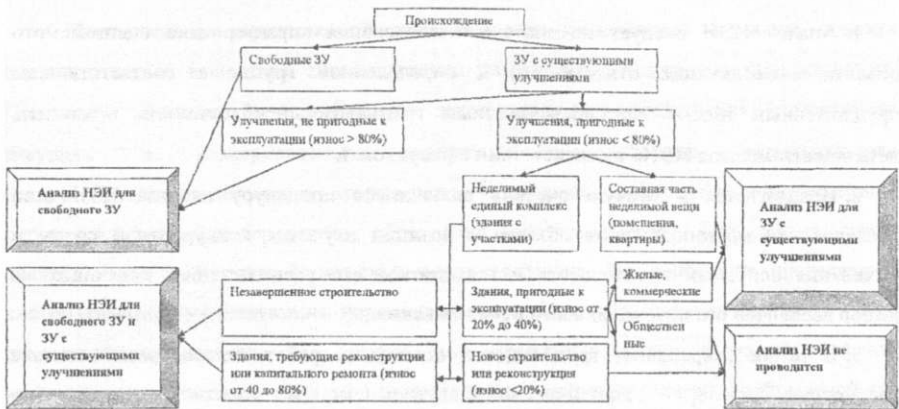 Происхождение
Свободные ЗУ
ЗУ с существующими
улучшениями
Улучшения, не пригодные к
эксплуатации (износ > 80%)
Улучшения, пригодные к
эксплуатации (износ < 80%)
Анализ НЭИ для
свободного ЗУ
Неделимый
единый комплекс
(здания с
участками)
Составная часть
неделимой вещи
(помещения,
квартиры).
Анализ НЭИ для
ЗУ с
существующими
улучшениями
Жилые,
коммерческие
Анализ НЭИ для
свободного ЗУ и
ЗУ с
существующими
улучшениями
Незавершенное строительство
Здания, пригодные к
эксплуатации (износ от
20% до 40%)
Обществен
ные
Здания, требующие реконструкции
или капитального ремонта (износ
от 40 до 80%)
Новое строительство
или реконструкция
(износ <20%)
Анализ НЭИ не
проводится